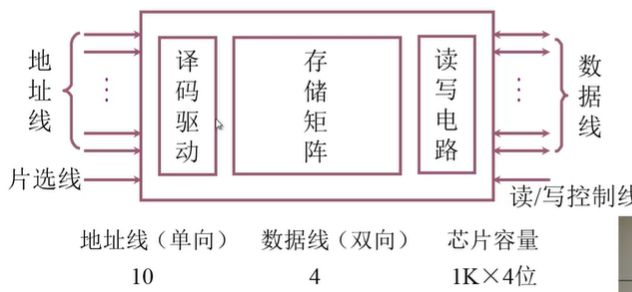 地址线
译码驱动
存储矩阵
读写电路
数据线
片选线
读/写控制线
地址线（单向） 数据线（双向） 芯片容量
10 4 1K×4位